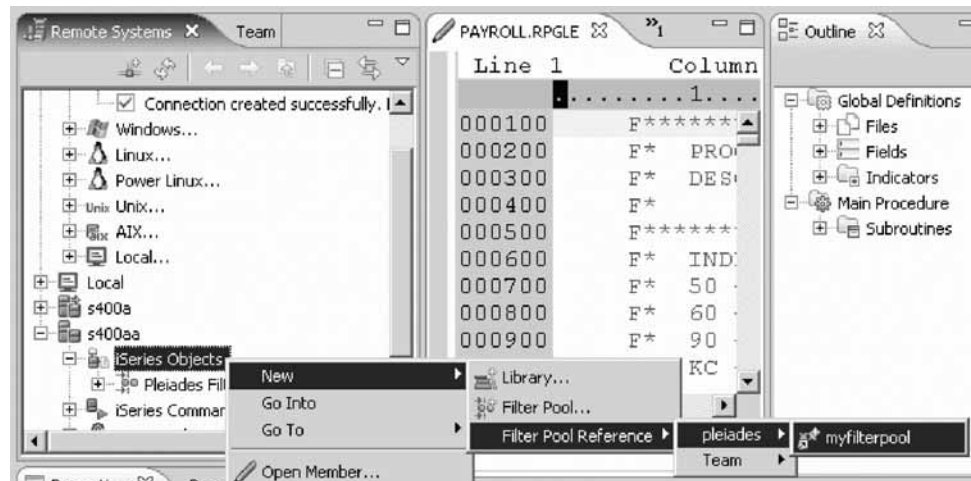 Remote Systems
Team
Connection created successfully.
Windows...
Linux...
Power Linux...
Unix Unix...
AIX...
Local...
Local
s400a
s400aa
iSeries Objects
Pleiades Fil
iSeries Commar
PAYROLL.RPGLE
»1
Line 1 Column
.........1....
000100 F*******
000200 F* PRO
000300 F* DES
000400 F*
000500 F*******
000600 F* IND
000700 F* 50 -
000800 F* 60 -
000900 F* 90 -
KC -
Outline
Global Definitions
Files
Fields
Indicators
Main Procedure
Subroutines
New
Go Into
Go To
Open Member...
Library...
Filter Pool...
Filter Pool Reference
pleiades
Team
myfilterpool